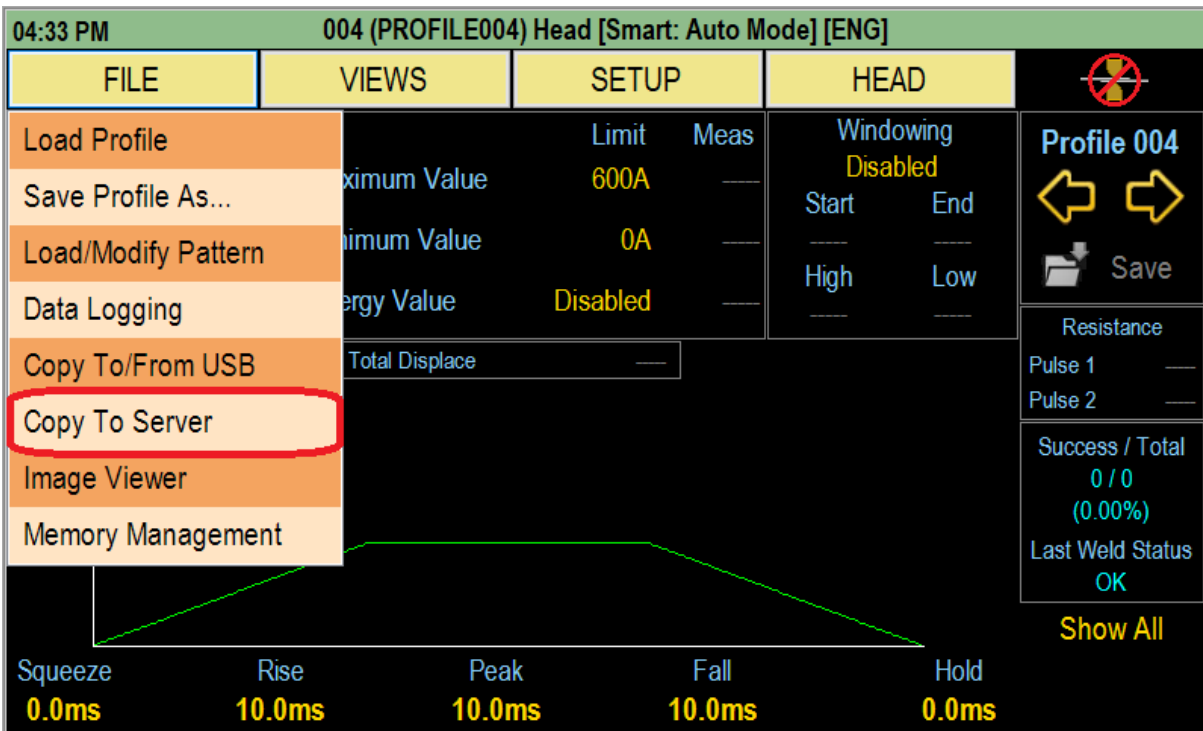 04:33 PM 004 (PROFILE004) Head [Smart: Auto Mode] [ENG]
FILE VIEWS SETUP HEAD
Load Profile
Save Profile As...
Load/Modify Pattern
Data Logging
Copy To/From USB
Copy To Server
Image Viewer
Memory Management
Limit Meas
ximum Value 600A -----
nimum Value 0A -----
ergy Value Disabled -----
Total Displace -----
Windowing
Disabled
Start End
----- -----
High Low
----- -----
Profile 004
Save
Resistance
Pulse 1 -----
Pulse 2 -----
Success / Total
0 / 0
(0.00%)
Last Weld Status
OK
Show All
Squeeze Rise Peak Fall Hold
0.0ms 10.0ms 10.0ms 10.0ms 0.0ms